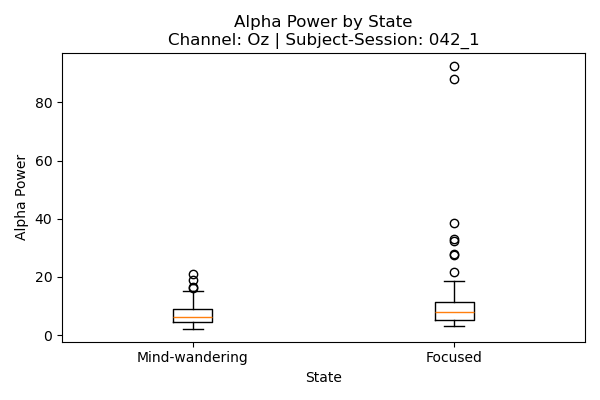 Alpha Power by State
Channel: Oz | Subject-Session: 042_1
Alpha Power
80
60
40
20
0
Mind-wandering
Focused
State